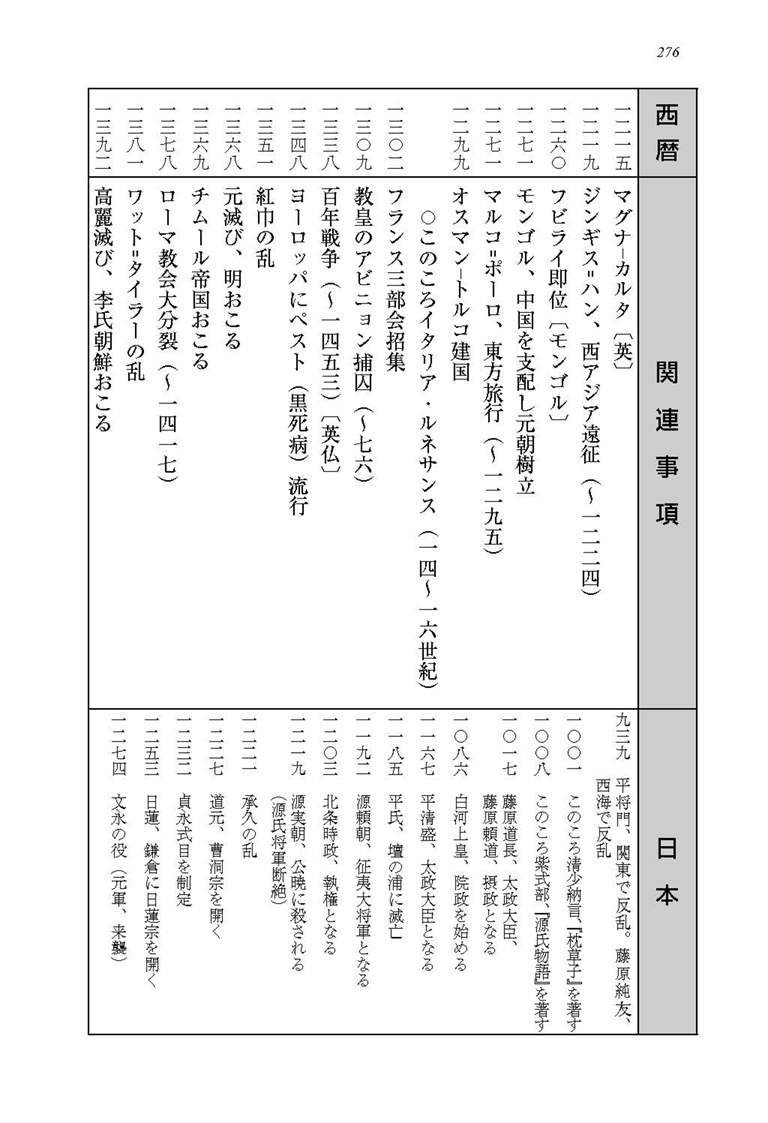 276
西暦
関連事項
日本
一二一五 マグナ–カルタ〔英〕
一二一九 ジンギス＝ハン、西アジア遠征（〜一二二四）
一二六〇 フビライ即位〔モンゴル〕
一二七一 モンゴル、中国を支配し元朝樹立
一二七一 マルコ＝ポーロ、東方旅行（〜一二九五）
一二九九 オスマン–トルコ建国
○このころイタリア・ルネサンス（一四〜一六世紀）
一三〇二 フランス三部会招集
一三〇九 教皇のアビニョン捕囚（〜七六）
一三三八 百年戦争（〜一四五三）〔英仏〕
一三四八 ヨーロッパにペスト（黒死病）流行
一三五一 紅巾の乱
一三六八 元滅び、明おこる
一三六九 チムール帝国おこる
一三七八 ローマ教会大分裂（〜一四一七）
一三八一 ワット＝タイラーの乱
一三九二 高麗滅び、李氏朝鮮おこる
九三九 平将門、関東で反乱。藤原純友、
西海で反乱
一〇〇一 このころ清少納言、『枕草子』を著す
一〇〇八 このころ紫式部、『源氏物語』を著す
一〇一七 藤原道長、太政大臣、
藤原頼道、摂政となる
一〇八六 白河上皇、院政を始める
一一六七 平清盛、太政大臣となる
一一八五 平氏、壇の浦に滅亡
一一九二 源頼朝、征夷大将軍となる
一二〇三 北条時政、執権となる
一二一九 源実朝、公暁に殺される
（源氏将軍断絶）
一二二一 承久の乱
一二二七 道元、曹洞宗を開く
一二三二 貞永式目を制定
一二五三 日蓮、鎌倉に日蓮宗を開く
一二七四 文永の役（元軍、来襲）